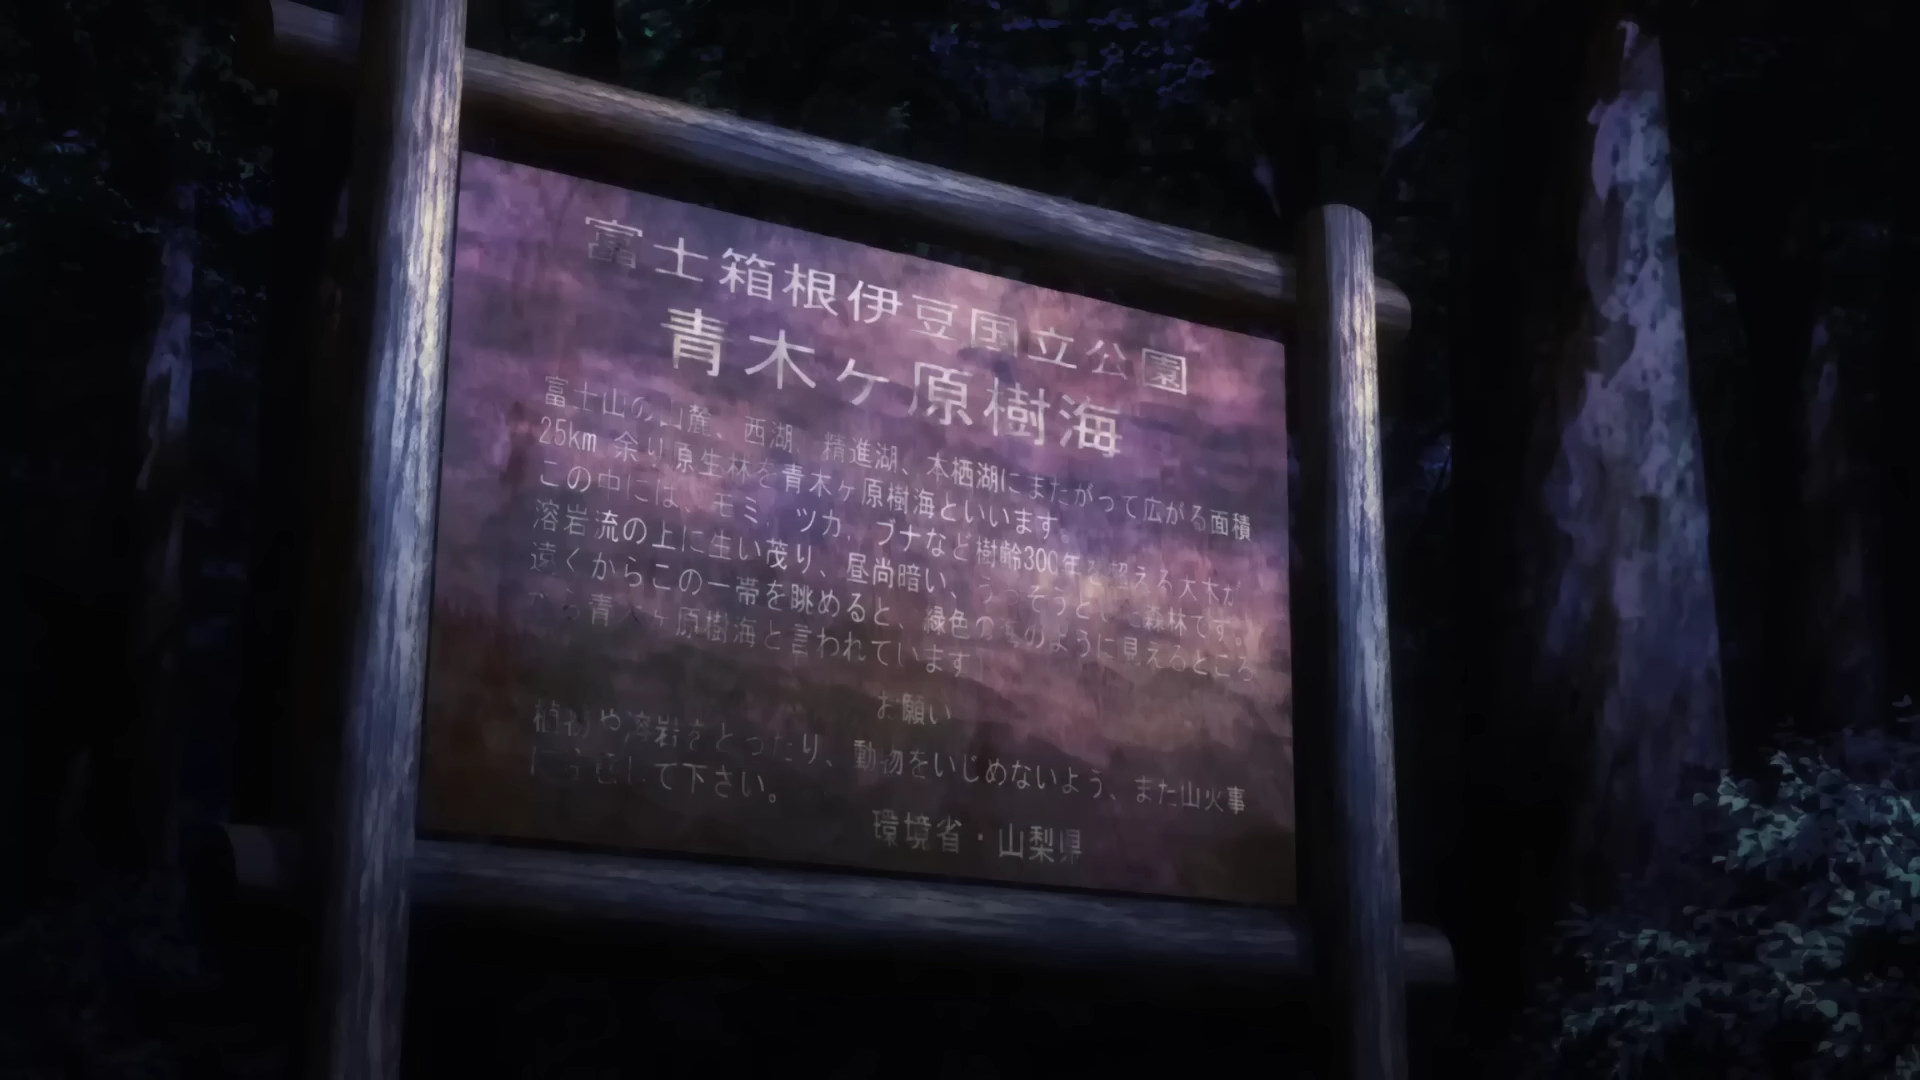 富士箱根伊豆国立公園
青木ヶ原樹海
富士山の山麓、西湖、精進湖、本栖湖にまたがって広がる面積
25km 余り原生林を青木ヶ原樹海といいます。
この中には、モミ、ツカ、ブナなど樹齢300年を超える大木が
溶岩流の上に生い茂り、昼尚暗い、うっそうとした森林です。
遠くからこの一帯を眺めると、緑色の海のように見えるところ
から青木ヶ原樹海と言われています。
お願い
植物や溶岩をとったり、動物をいじめないよう、また山火事
して下さい。
環境省・山梨県